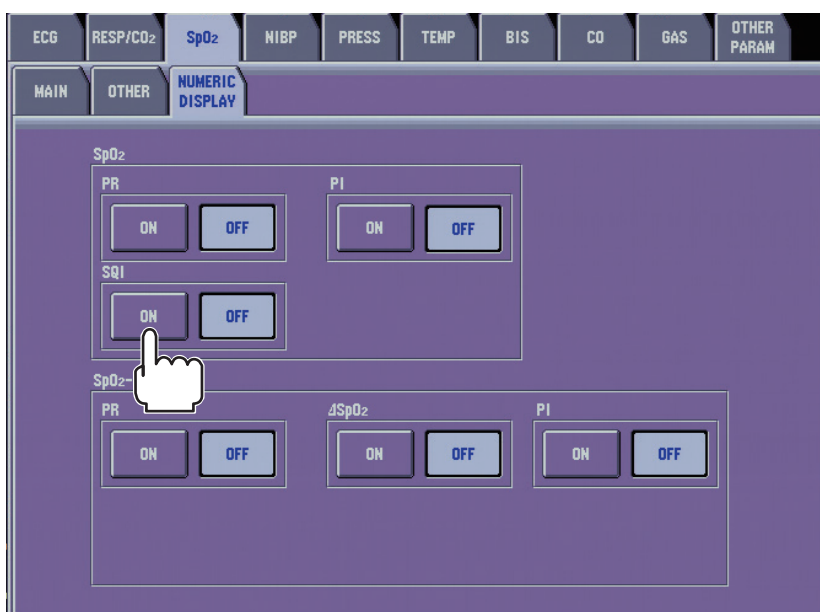 ECG RESP/CO₂ SpO₂ NIBP PRESS TEMP BIS CO GAS OTHER PARAM
MAIN OTHER NUMERIC DISPLAY
SpO₂
PR PI
ON OFF ON OFF
SQI
ON OFF
SpO₂-
PR ΔSpO₂ PI
ON OFF ON OFF ON OFF